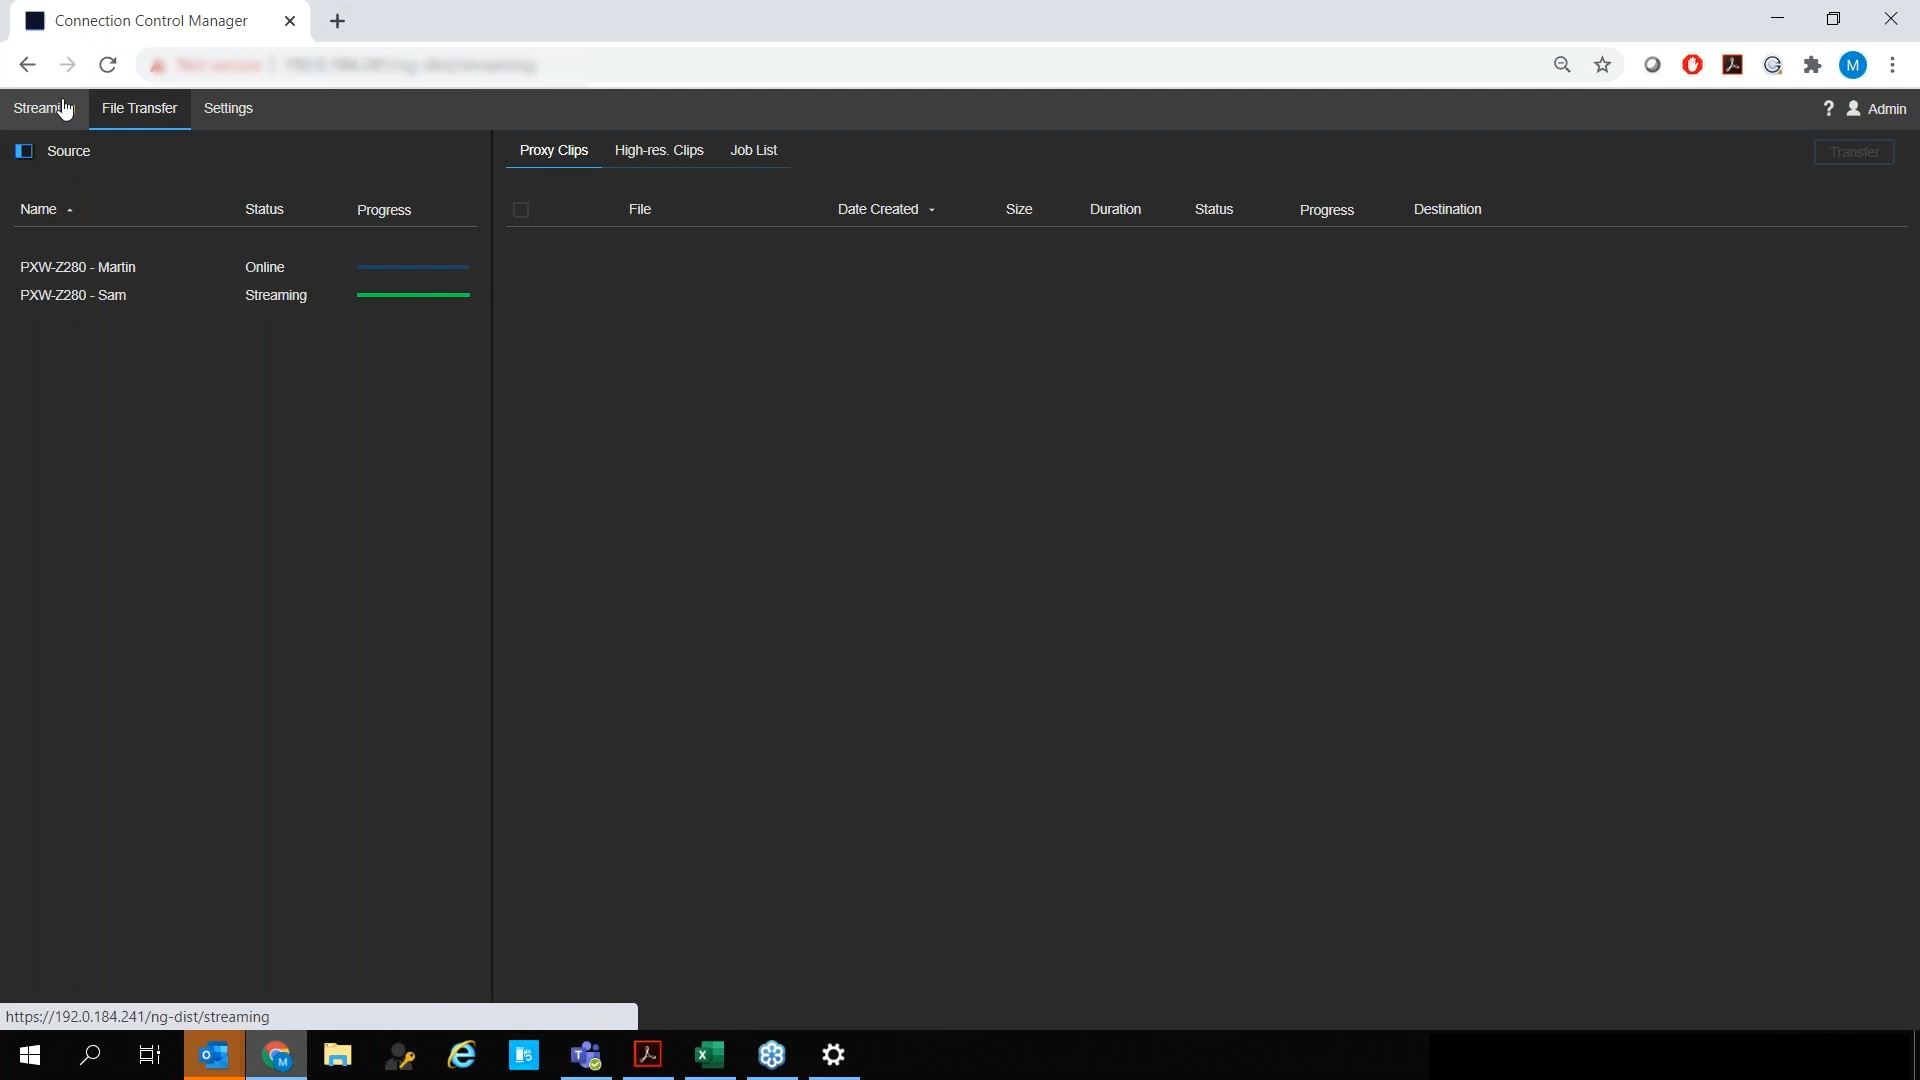 Connection Control Manager
M
Streami
File Transfer
Settings
?
Admin
Source
Proxy Clips
High-res. Clips
Job List
Transfer
Name
Status
Progress
File
Date Created
Size
Duration
Status
Progress
Destination
PXW-Z280 - Martin
Online
PXW-Z280 - Sam
Streaming
https://192.0.184.241/ng-dist/streaming